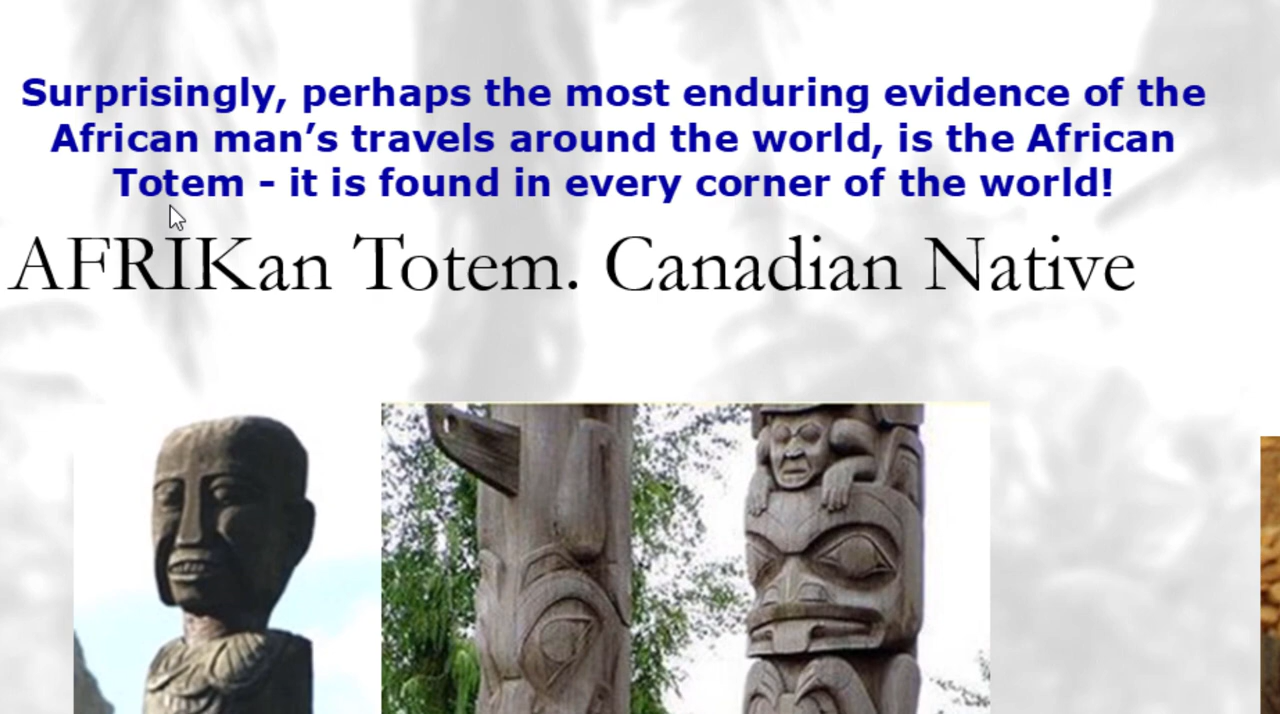 Surprisingly, perhaps the most enduring evidence of the
African man’s travels around the world, is the African
Totem - it is found in every corner of the world!
AFRIKan Totem. Canadian Native